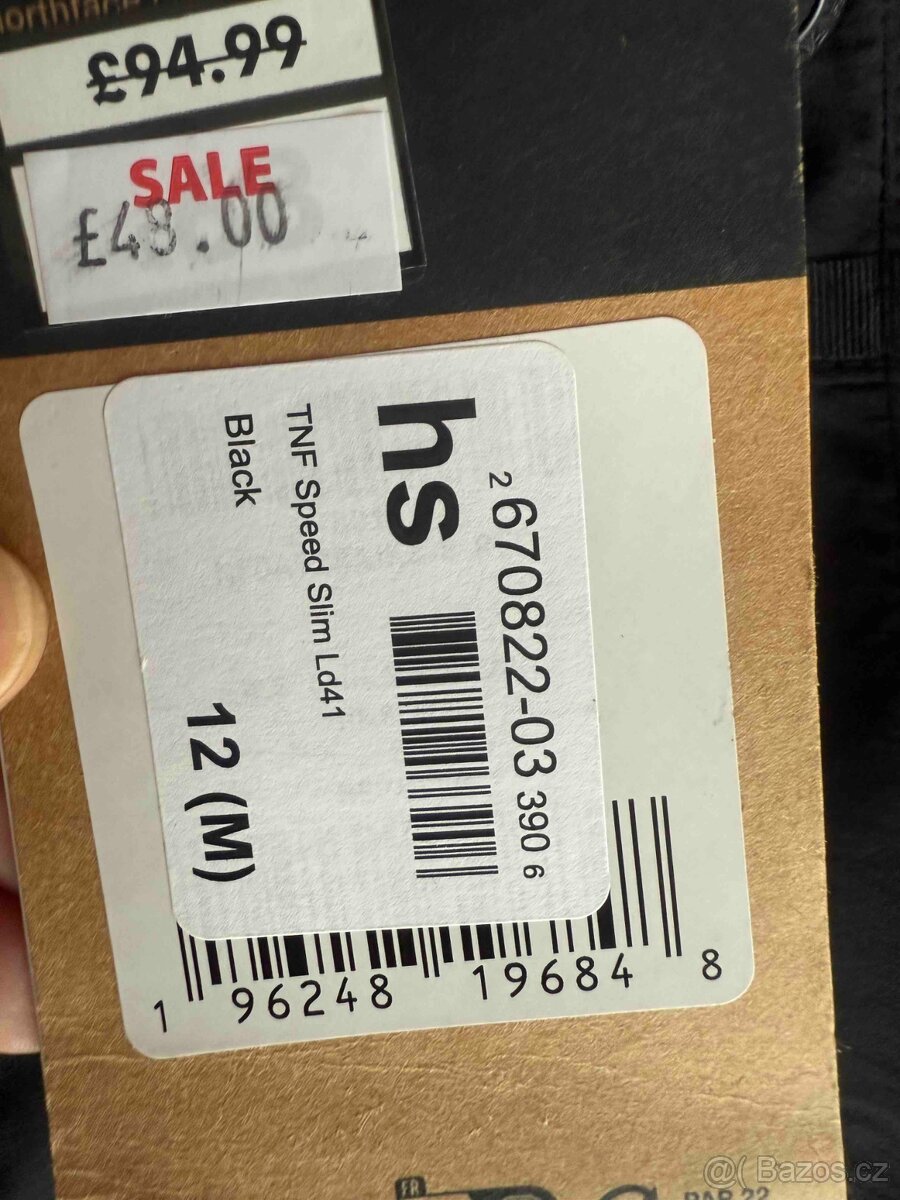 £94.99
SALE
£48.00
hs
2 670822-03 390 6
TNF Speed Slim Ld41
Black
12 (M)
1 96248 19684 8
FR
@( Bazos.cz